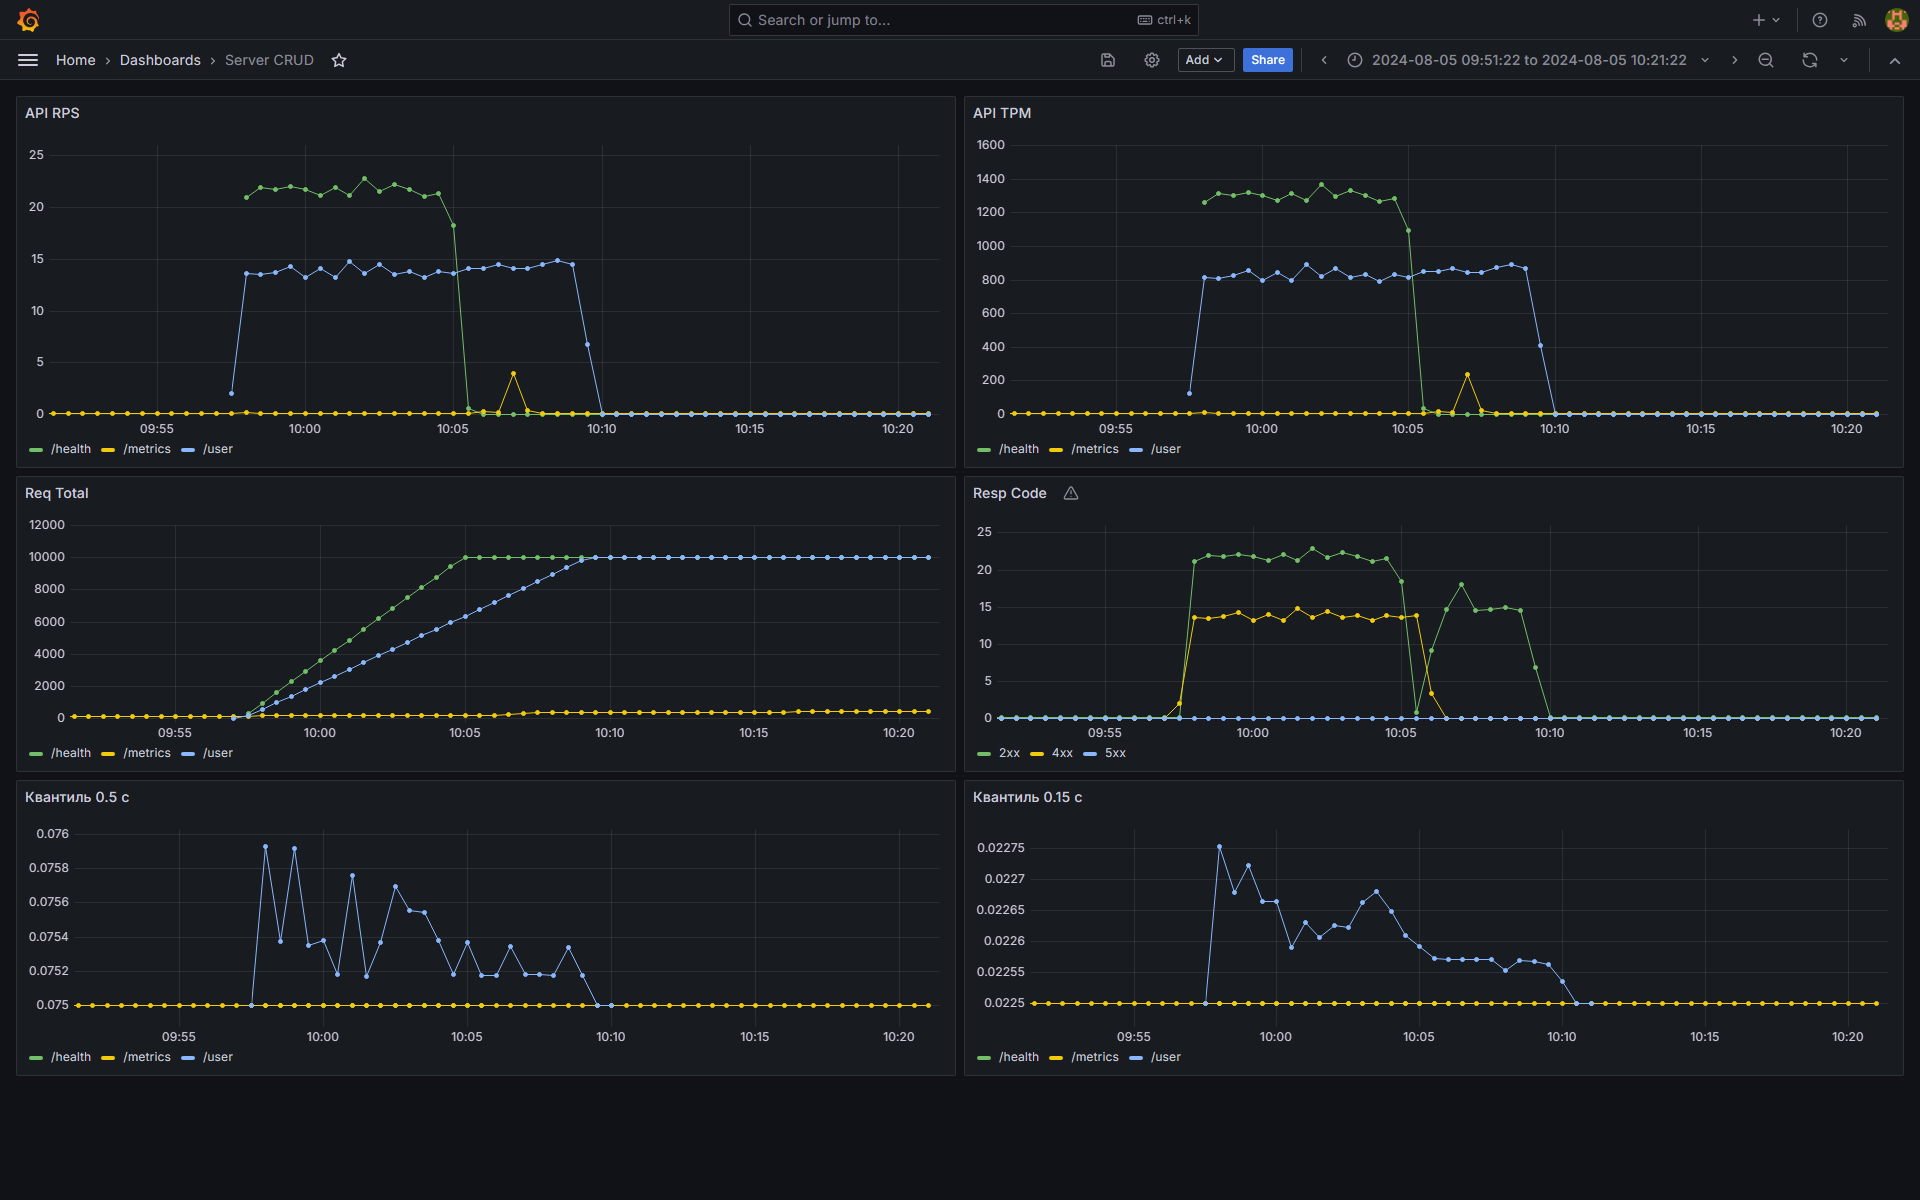 Search or jump to... ctrl+k
Home › Dashboards › Server CRUD
Add Share 2024-08-05 09:51:22 to 2024-08-05 10:21:22
API RPS
25
20
15
10
5
0
09:55 10:00 10:05 10:10 10:15 10:20
/health /metrics /user
API TPM
1600
1400
1200
1000
800
600
400
200
0
09:55 10:00 10:05 10:10 10:15 10:20
/health /metrics /user
Req Total
12000
10000
8000
6000
4000
2000
0
09:55 10:00 10:05 10:10 10:15 10:20
/health /metrics /user
Resp Code
25
20
15
10
5
0
09:55 10:00 10:05 10:10 10:15 10:20
2xx 4xx 5xx
Квантиль 0.5 с
0.076
0.0758
0.0756
0.0754
0.0752
0.075
09:55 10:00 10:05 10:10 10:15 10:20
/health /metrics /user
Квантиль 0.15 с
0.02275
0.0227
0.02265
0.0226
0.02255
0.0225
09:55 10:00 10:05 10:10 10:15 10:20
/health /metrics /user